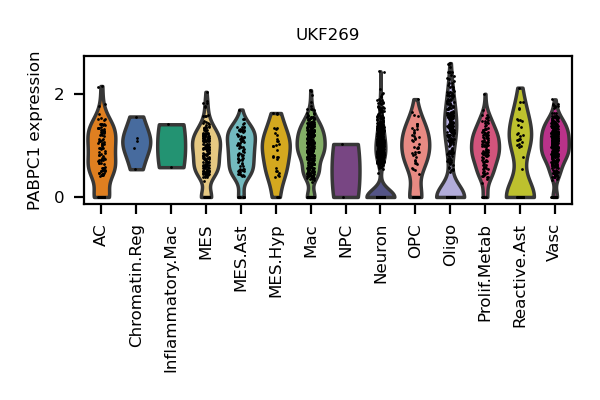 UKF269
PABPC1 expression
2
0
AC
Chromatin.Reg
Inflammatory.Mac
MES
MES.Ast
MES.Hyp
Mac
NPC
Neuron
OPC
Oligo
Prolif.Metab
Reactive.Ast
Vasc